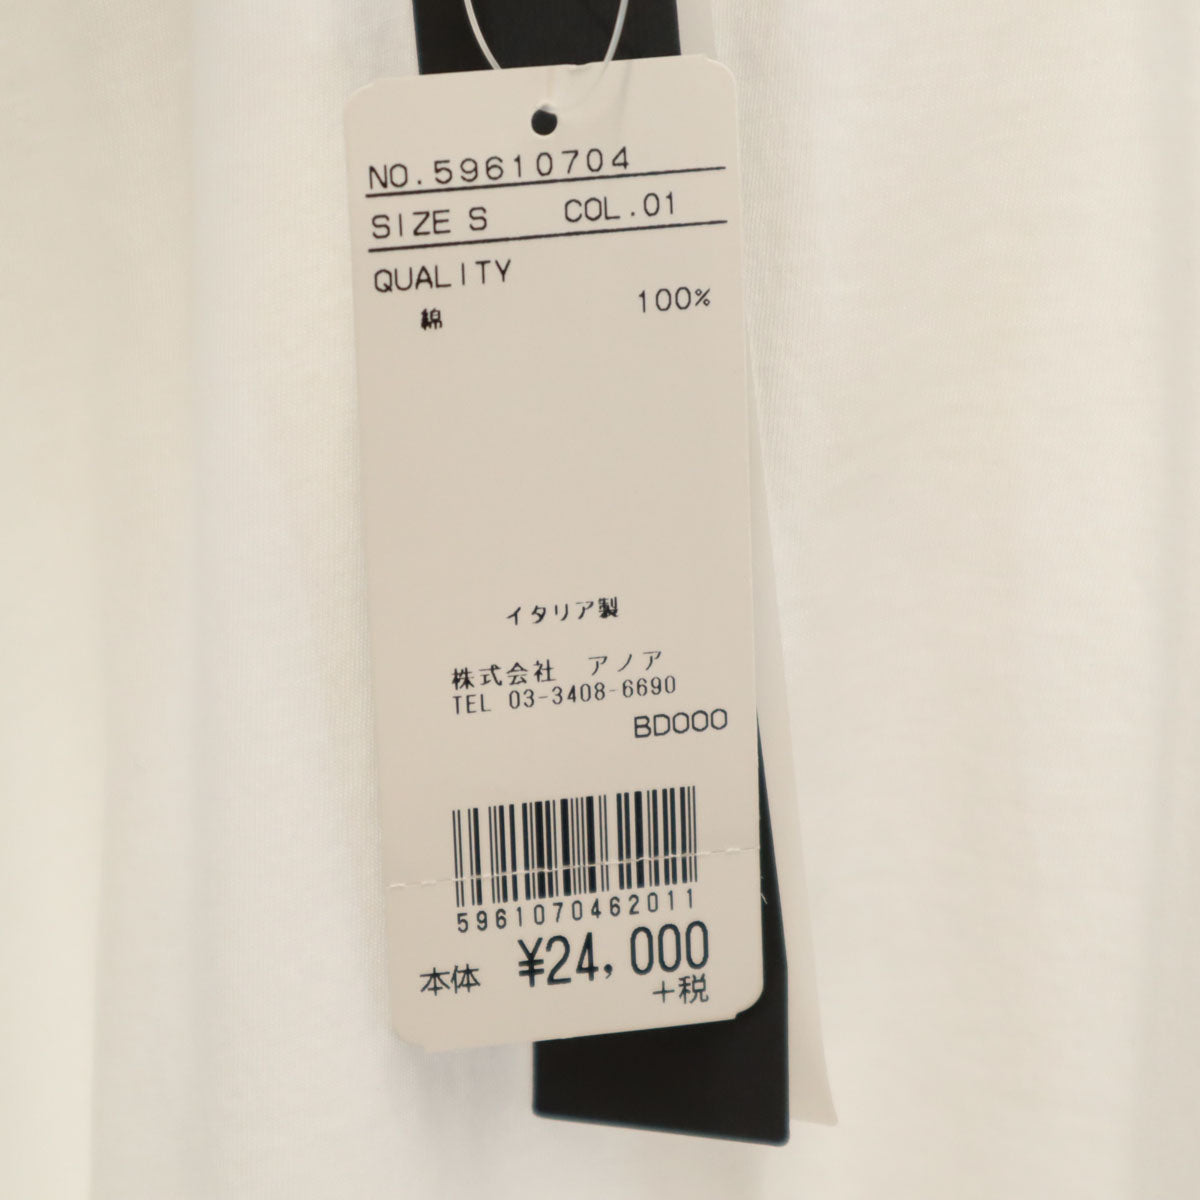 NO.59610704
SIZE S COL.01
QUALITY
綿 100%
イタリア製
株式会社 アノア
TEL 03-3408-6690
BD000
5961070462011
本体 ¥24,000
+税